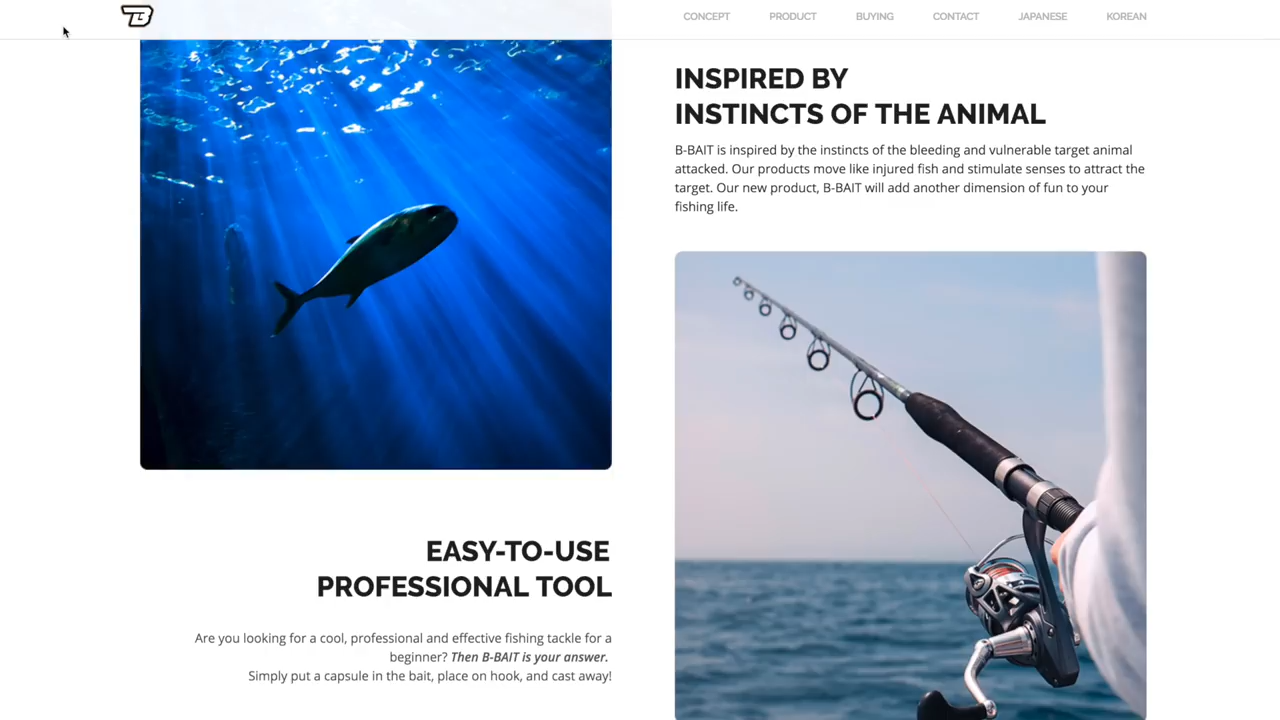 CONCEPT PRODUCT BUYING CONTACT JAPANESE KOREAN
INSPIRED BY
INSTINCTS OF THE ANIMAL
B-BAIT is inspired by the instincts of the bleeding and vulnerable target animal
attacked. Our products move like injured fish and stimulate senses to attract the
target. Our new product, B-BAIT will add another dimension of fun to your
fishing life.
EASY-TO-USE
PROFESSIONAL TOOL
Are you looking for a cool, professional and effective fishing tackle for a
beginner? Then B-BAIT is your answer.
Simply put a capsule in the bait, place on hook, and cast away!